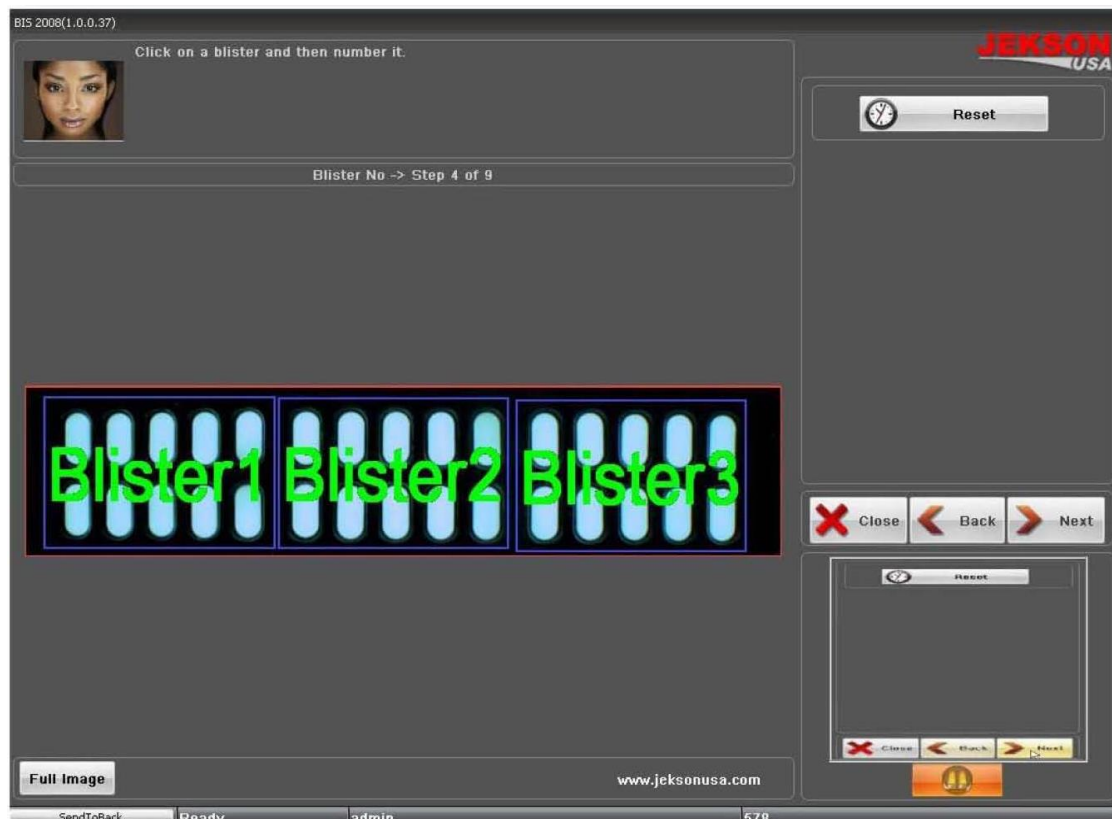 BIS 2008(1.0.0.37)
Click on a blister and then number it.
JEKSON
USA
Reset
Blister No -> Step 4 of 9
Blister1 Blister2 Blister3
Close Back Next
Reset
Close Back Next
Full Image
www.jeksonusa.com
SendToBack Ready admin 578